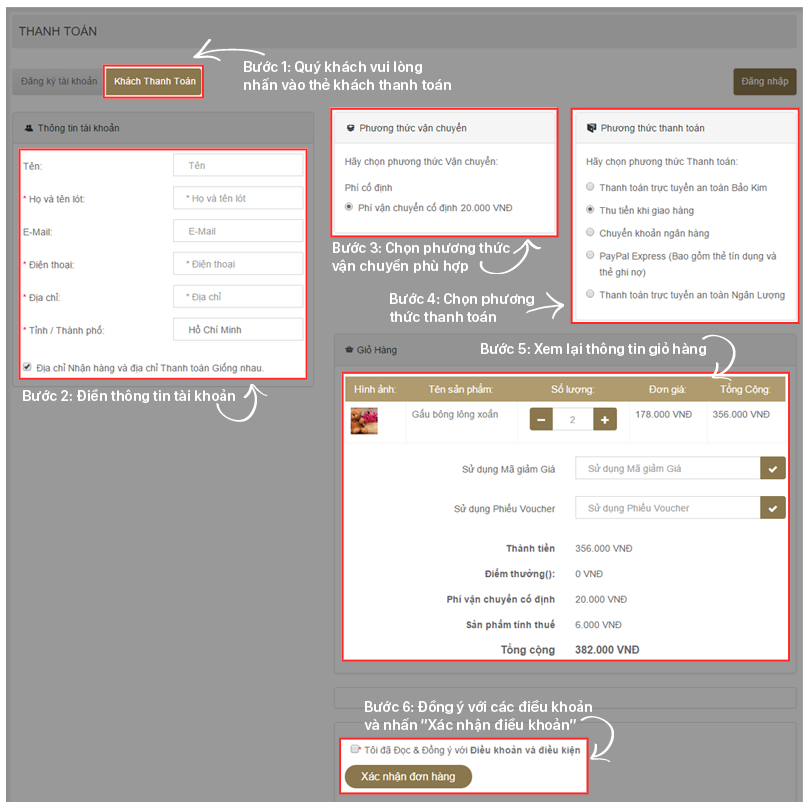 THANH TOÁN
Bước 1: Quý khách vui lòng
nhấn vào thẻ khách thanh toán
Đăng ký tài khoản
Khách Thanh Toán
Đăng nhập
Thông tin tài khoản
Tên:
Tên
* Họ và tên lót:
* Họ và tên lót
E-Mail:
E-Mail
* Điện thoại:
* Điện thoại
* Địa chỉ:
* Địa chỉ
* Tỉnh / Thành phố:
Hồ Chí Minh
Địa chỉ Nhận hàng và địa chỉ Thanh toán Giống nhau.
Bước 2: Điền thông tin tài khoản
Phương thức vận chuyển
Hãy chọn phương thức Vận chuyển:
Phí cố định
Phí vận chuyển cố định 20.000 VNĐ
Bước 3: Chọn phương thức
vận chuyển phù hợp
Phương thức thanh toán
Hãy chọn phương thức Thanh toán:
Thanh toán trực tuyến an toàn Bảo Kim
Thu tiền khi giao hàng
Chuyển khoản ngân hàng
PayPal Express (Bao gồm thẻ tín dụng và
thẻ ghi nợ)
Thanh toán trực tuyến an toàn Ngân Lượng
Bước 4: Chọn phương
thức thanh toán
Giỏ Hàng
Bước 5: Xem lại thông tin giỏ hàng
Hình ảnh: Tên sản phẩm: Số lượng: Đơn giá: Tổng Cộng:
Gấu bông lông xoắn 2 178.000 VNĐ 356.000 VNĐ
Sử dụng Mã giảm Giá Sử dụng Mã giảm Giá
Sử dụng Phiếu Voucher Sử dụng Phiếu Voucher
Thành tiền 356.000 VNĐ
Điểm thưởng(): 0 VNĐ
Phí vận chuyển cố định 20.000 VNĐ
Sản phẩm tính thuế 6.000 VNĐ
Tổng cộng 382.000 VNĐ
Bước 6: Đồng ý với các điều khoản
và nhấn "Xác nhận điều khoản"
* Tôi đã Đọc & Đồng ý với Điều khoản và điều kiện
Xác nhận đơn hàng